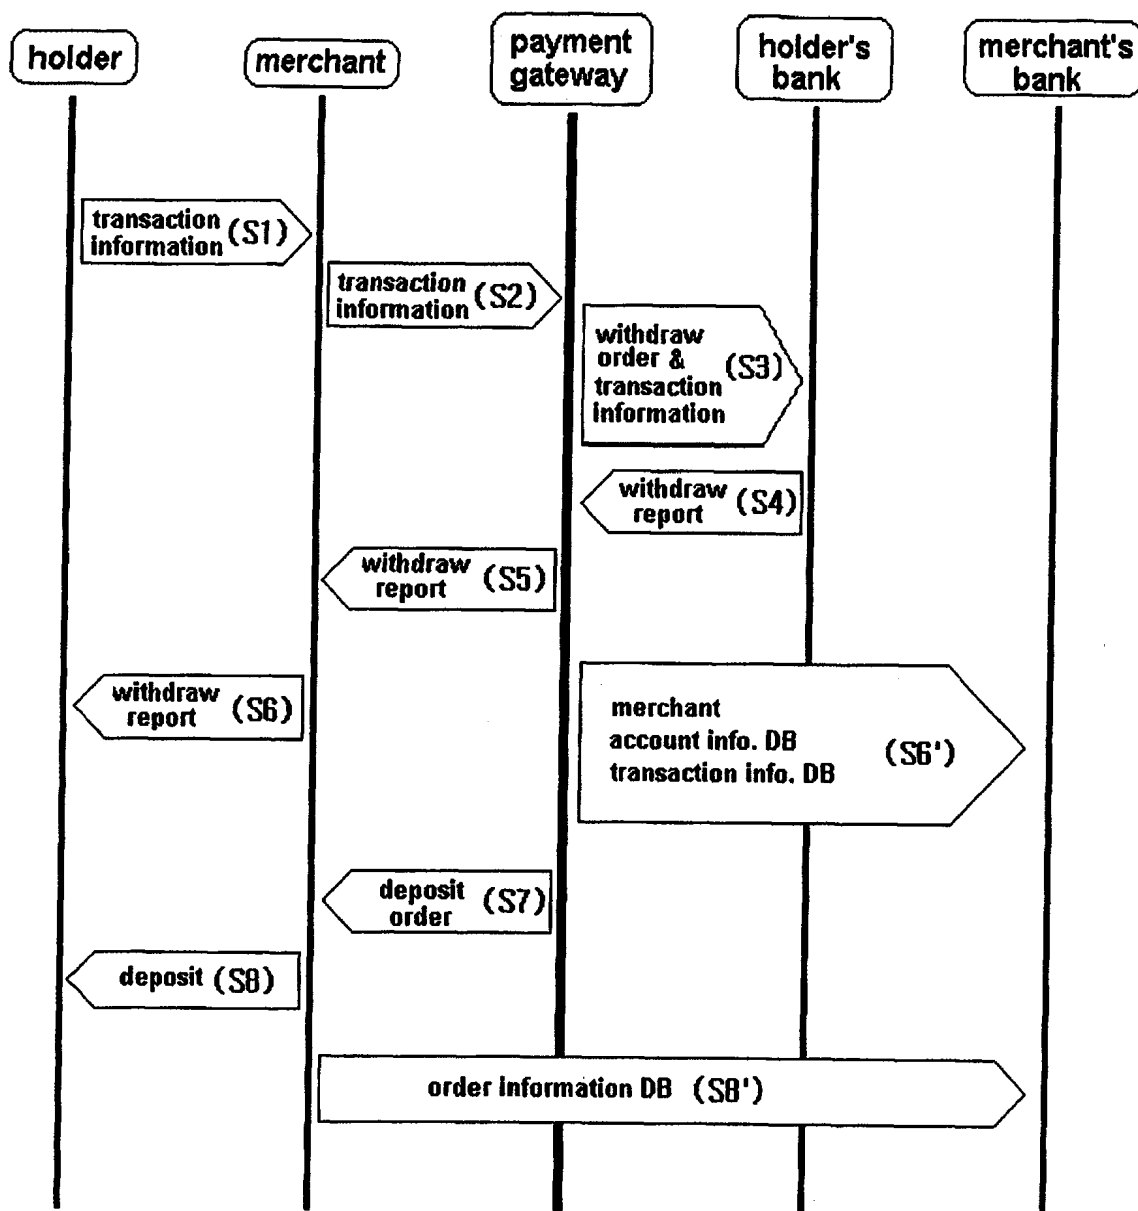 holder
merchant
payment
gateway
holder's
bank
merchant's
bank
transaction
information (S1)
transaction
information (S2)
withdraw
order &
transaction
information
(S3)
withdraw
report
(S4)
withdraw
report
(S5)
withdraw
report
(S6)
merchant
account info. DB
transaction info. DB
(S6')
deposit
order
(S7)
deposit (S8)
order information DB (S8')